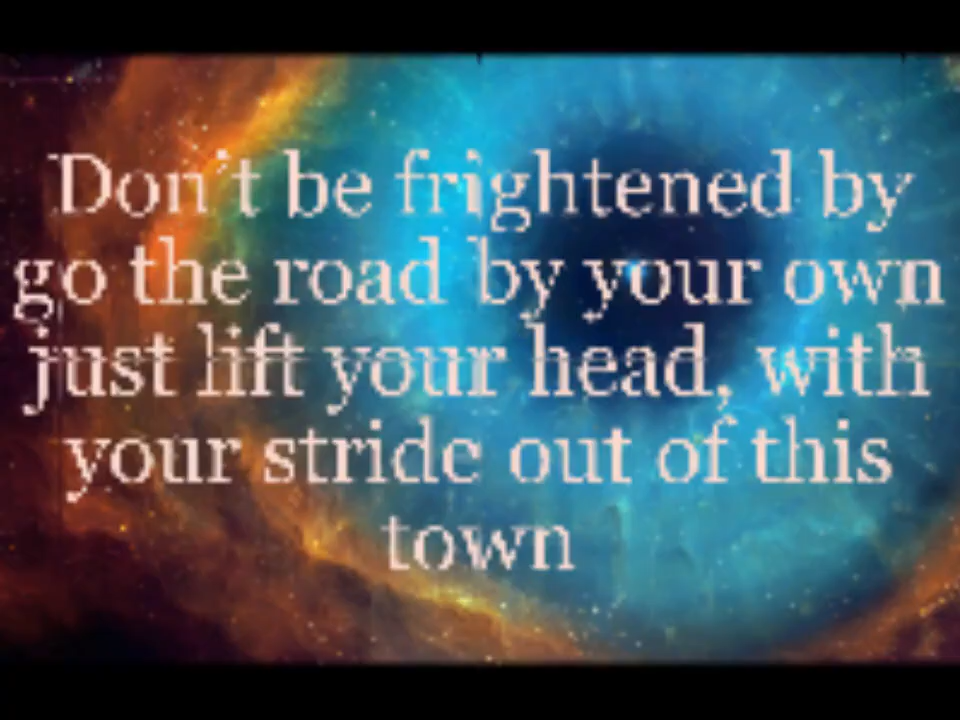 Don't be frightened by
go the road by your own
just lift your head, with
your stride out of this
town